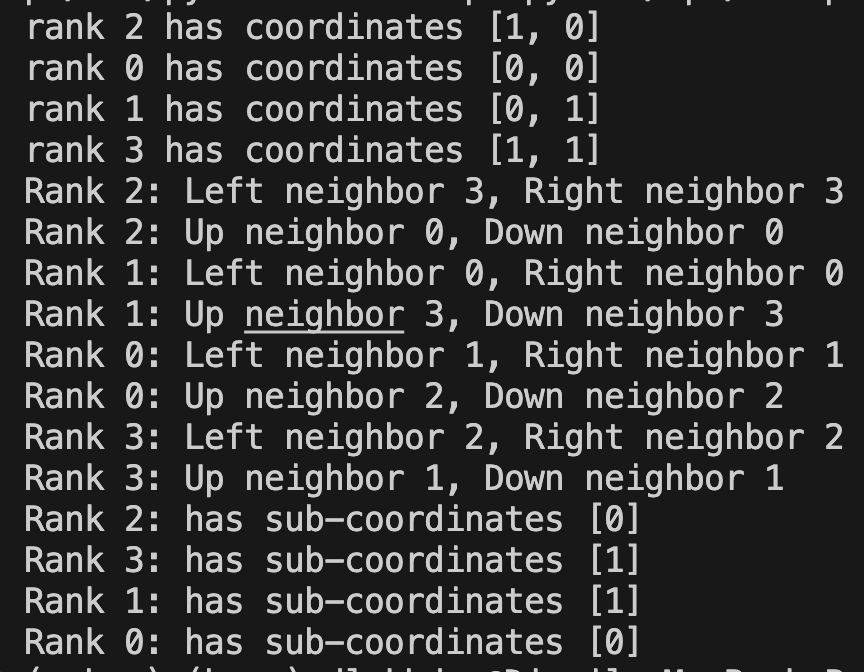 rank 2 has coordinates [1, 0]
rank 0 has coordinates [0, 0]
rank 1 has coordinates [0, 1]
rank 3 has coordinates [1, 1]
Rank 2: Left neighbor 3, Right neighbor 3
Rank 2: Up neighbor 0, Down neighbor 0
Rank 1: Left neighbor 0, Right neighbor 0
Rank 1: Up neighbor 3, Down neighbor 3
Rank 0: Left neighbor 1, Right neighbor 1
Rank 0: Up neighbor 2, Down neighbor 2
Rank 3: Left neighbor 2, Right neighbor 2
Rank 3: Up neighbor 1, Down neighbor 1
Rank 2: has sub-coordinates [0]
Rank 3: has sub-coordinates [1]
Rank 1: has sub-coordinates [1]
Rank 0: has sub-coordinates [0]